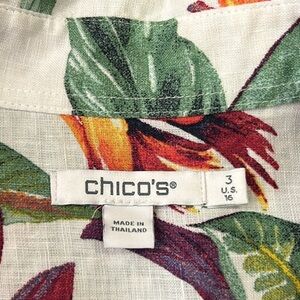 chico's®
3
U.S.
16
MADE IN
THAILAND